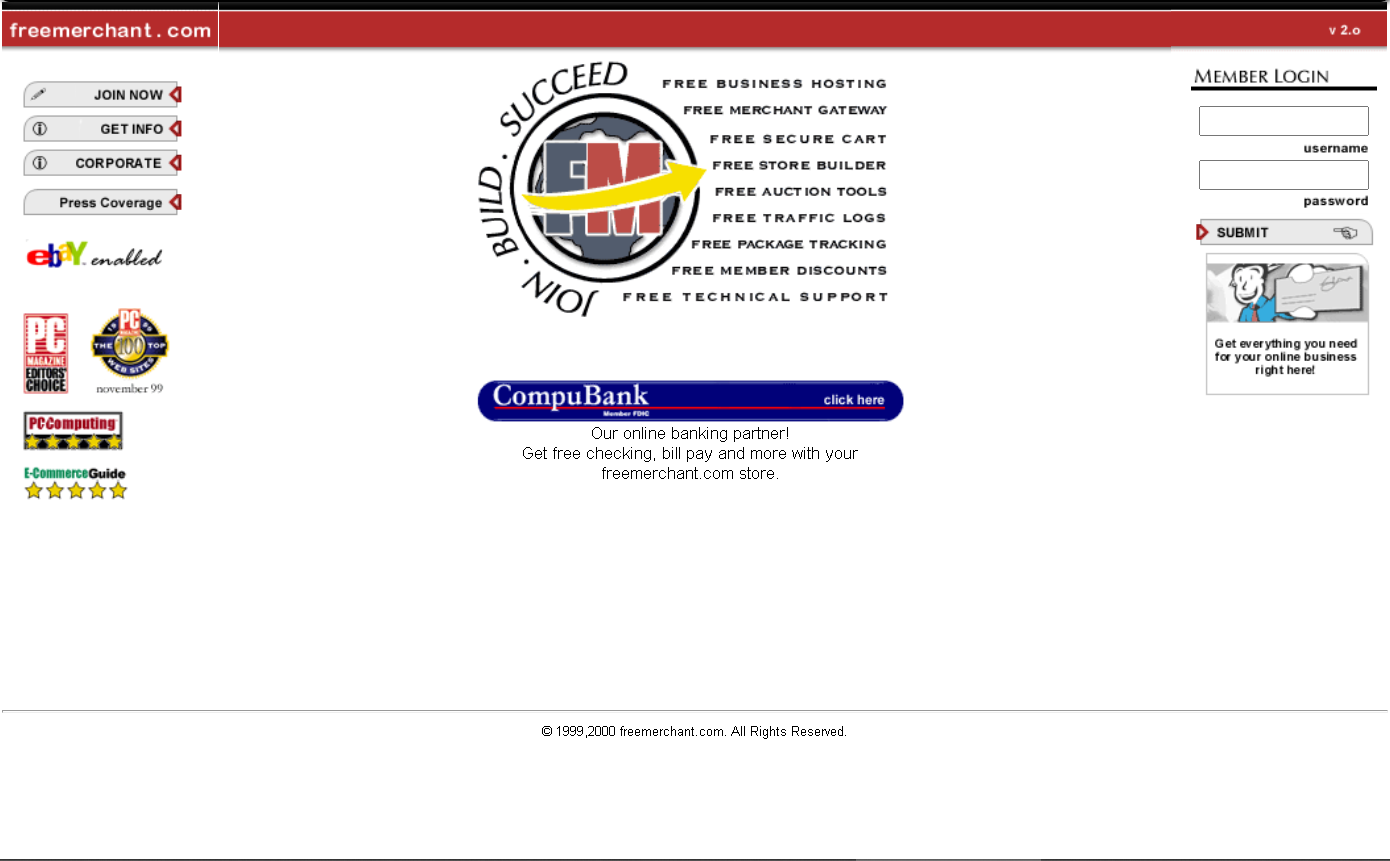 freemerchant.com
v 2.0
JOIN NOW
GET INFO
CORPORATE
Press Coverage
ebay enabled
PC
MAGAZINE
EDITORS'
CHOICE
1999
PC
MAGAZINE
THE 100 TOP
WEB SITES
november 99
PCComputing
E-CommerceGuide
JOIN . BUILD . SUCCEED
FM
FREE BUSINESS HOSTING
FREE MERCHANT GATEWAY
FREE SECURE CART
FREE STORE BUILDER
FREE AUCTION TOOLS
FREE TRAFFIC LOGS
FREE PACKAGE TRACKING
FREE MEMBER DISCOUNTS
FREE TECHNICAL SUPPORT
CompuBank
Member FDIC
click here
Our online banking partner!
Get free checking, bill pay and more with your
freemerchant.com store.
MEMBER LOGIN
username
password
SUBMIT
Get everything you need
for your online business
right here!
© 1999,2000 freemerchant.com. All Rights Reserved.